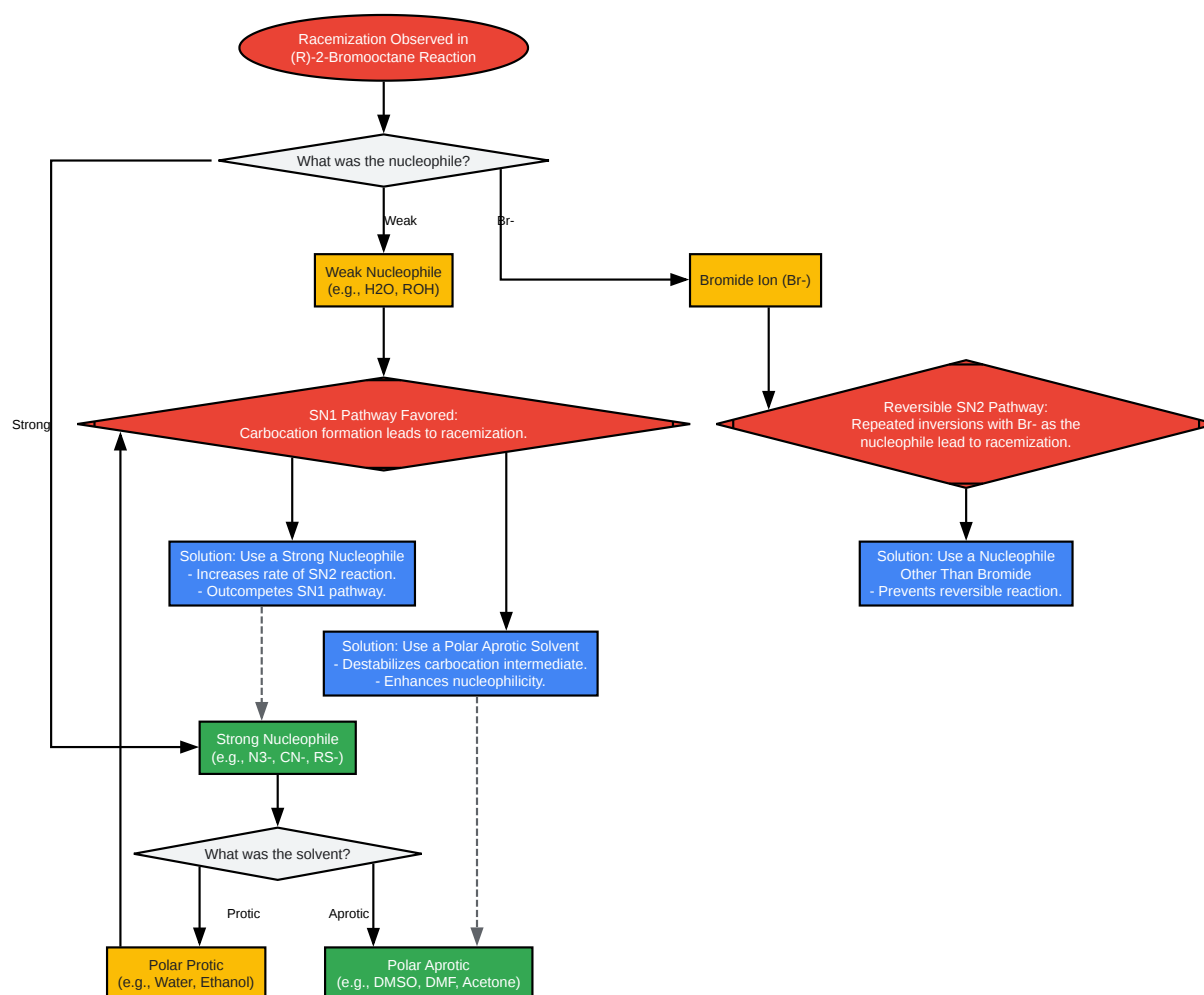 Racemization Observed in
(R)-2-Bromooctane Reaction
What was the nucleophile?
Weak
Br-
Weak Nucleophile
(e.g., H2O, ROH)
Bromide Ion (Br-)
Strong
SN1 Pathway Favored:
Carbocation formation leads to racemization.
Reversible SN2 Pathway:
Repeated inversions with Br- as the
nucleophile lead to racemization.
Solution: Use a Strong Nucleophile
- Increases rate of SN2 reaction.
- Outcompetes SN1 pathway.
Solution: Use a Nucleophile
Other Than Bromide
- Prevents reversible reaction.
Solution: Use a Polar Aprotic Solvent
- Destabilizes carbocation intermediate.
- Enhances nucleophilicity.
Strong Nucleophile
(e.g., N3-, CN-, RS-)
What was the solvent?
Protic
Aprotic
Polar Protic
(e.g., Water, Ethanol)
Polar Aprotic
(e.g., DMSO, DMF, Acetone)